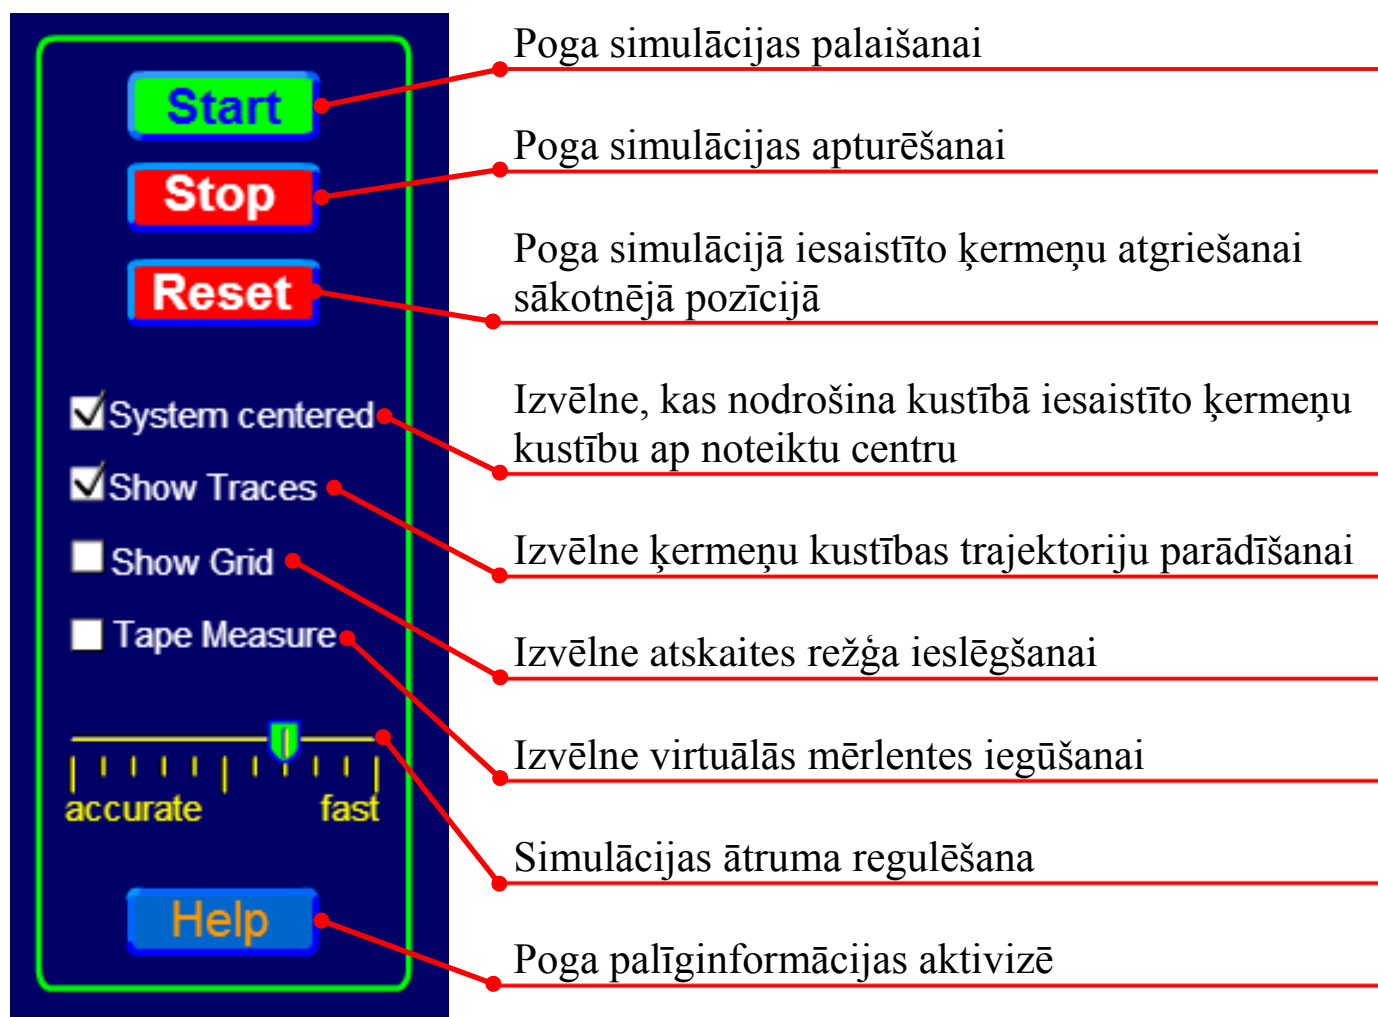 Start
Poga simulācijas palaišanai
Stop
Poga simulācijas apturēšanai
Reset
Poga simulācijā iesaistīto ķermeņu atgriešanai
sākotnējā pozīcijā
System centered
Izvēlne, kas nodrošina kustībā iesaistīto ķermeņu
kustību ap noteiktu centru
Show Traces
Izvēlne ķermeņu kustības trajektoriju parādīšanai
Show Grid
Izvēlne atskaites režģa ieslēgšanai
Tape Measure
Izvēlne virtuālās mērlentes iegūšanai
accurate fast
Simulācijas ātruma regulēšana
Help
Poga palīginformācijas aktivizē